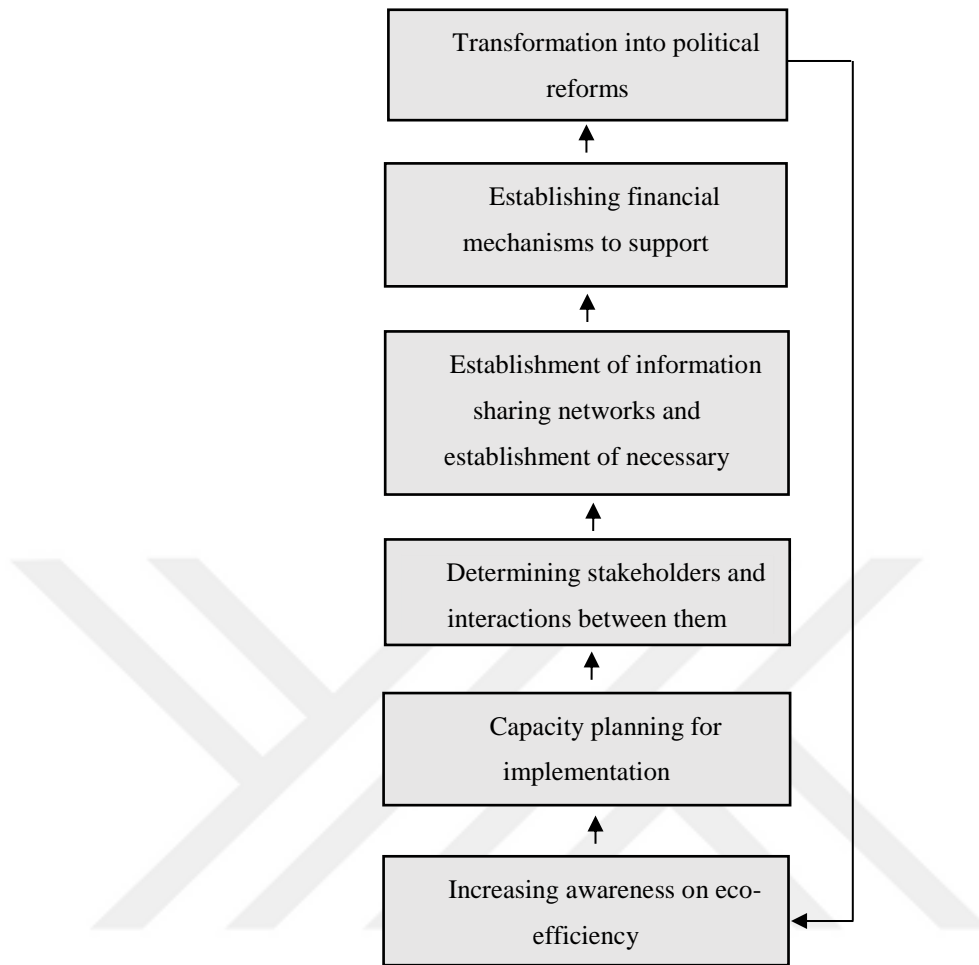 Transformation into political
reforms
Establishing financial
mechanisms to support
Establishment of information
sharing networks and
establishment of necessary
Determining stakeholders and
interactions between them
Capacity planning for
implementation
Increasing awareness on eco-
efficiency